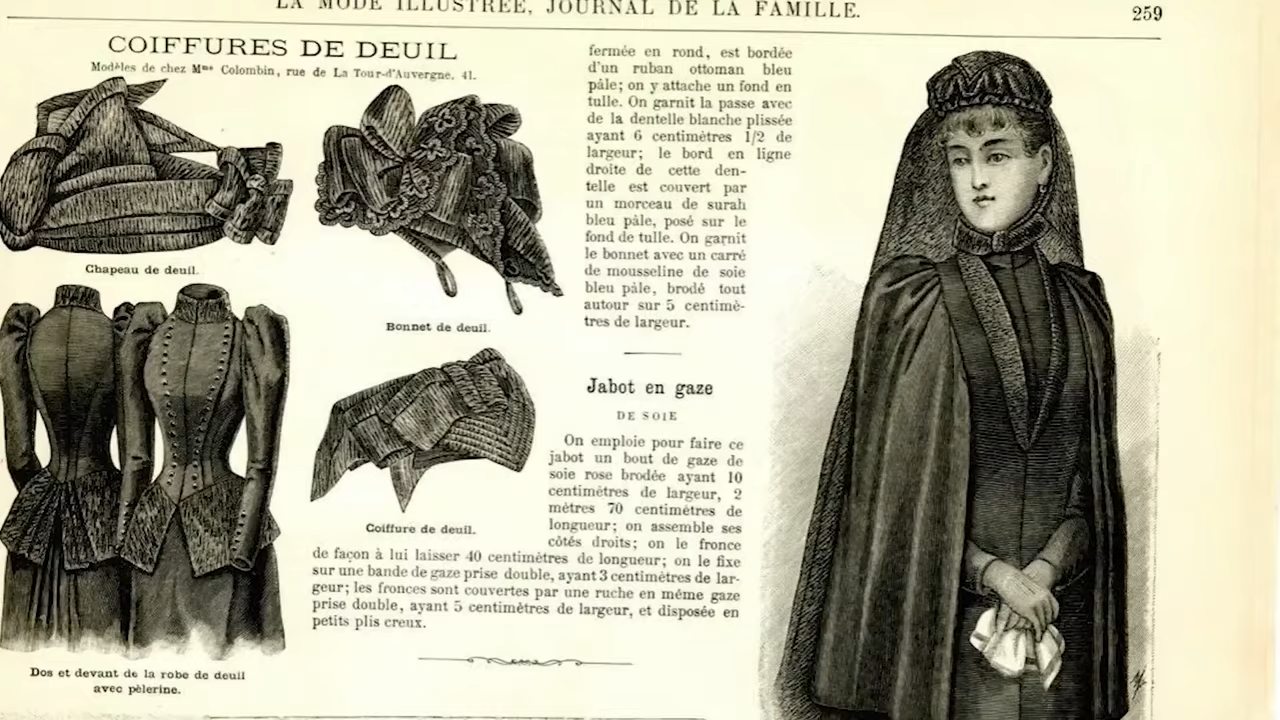 LA MODE ILLUSTRÉE, JOURNAL DE LA FAMILLE.
259
COIFFURES DE DEUIL
Modèles de chez Mme Colombin, rue de La Tour-d'Auvergne. 41.
Chapeau de deuil.
Bonnet de deuil.
Coiffure de deuil.
Dos et devant de la robe de deuil
avec pèlerine.
fermée en rond, est bordée
d'un ruban ottoman bleu
pâle; on y attache un fond en
tulle. On garnit la passe avec
de la dentelle blanche plissée
ayant 6 centimètres 1/2 de
largeur; le bord en ligne
droite de cette den-
telle est couvert par
un morceau de surah
bleu pâle, posé sur le
fond de tulle. On garnit
le bonnet avec un carré
de mousseline de soie
bleu pâle, brodé tout
autour sur 5 centimè-
tres de largeur.
Jabot en gaze
DE SOIE
On emploie pour faire ce
jabot un bout de gaze de
soie rose brodée ayant 10
centimètres de largeur, 2
mètres 70 centimètres de
longueur; on assemble ses
côtés droits; on le fronce
de façon à lui laisser 40 centimètres de longueur; on le fixe
sur une bande de gaze prise double, ayant 3 centimètres de lar-
geur; les fronces sont couvertes par une ruche en même gaze
prise double, ayant 5 centimètres de largeur, et disposée en
petits plis creux.